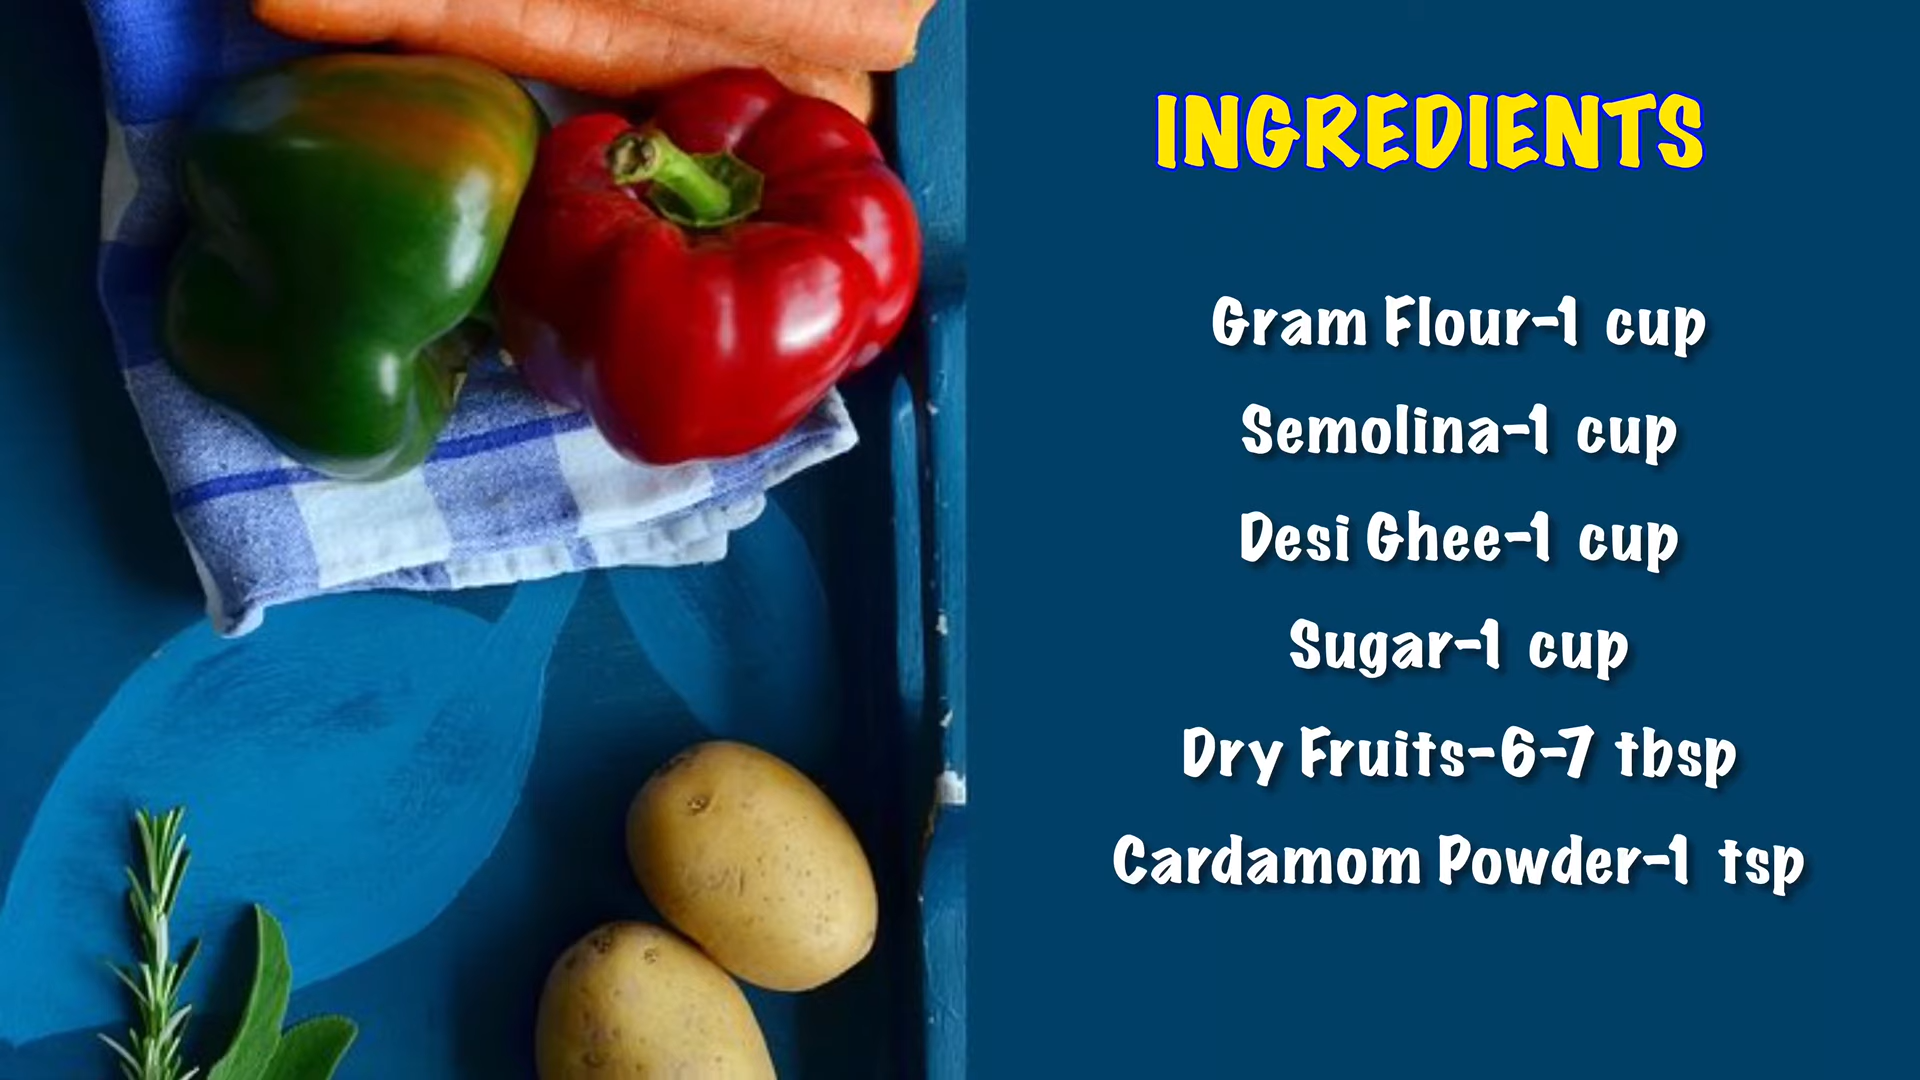 INGREDIENTS
Gram Flour-1 cup
Semolina-1 cup
Desi Ghee-1 cup
Sugar-1 cup
Dry Fruits-6-7 tbsp
Cardamom Powder-1 tsp